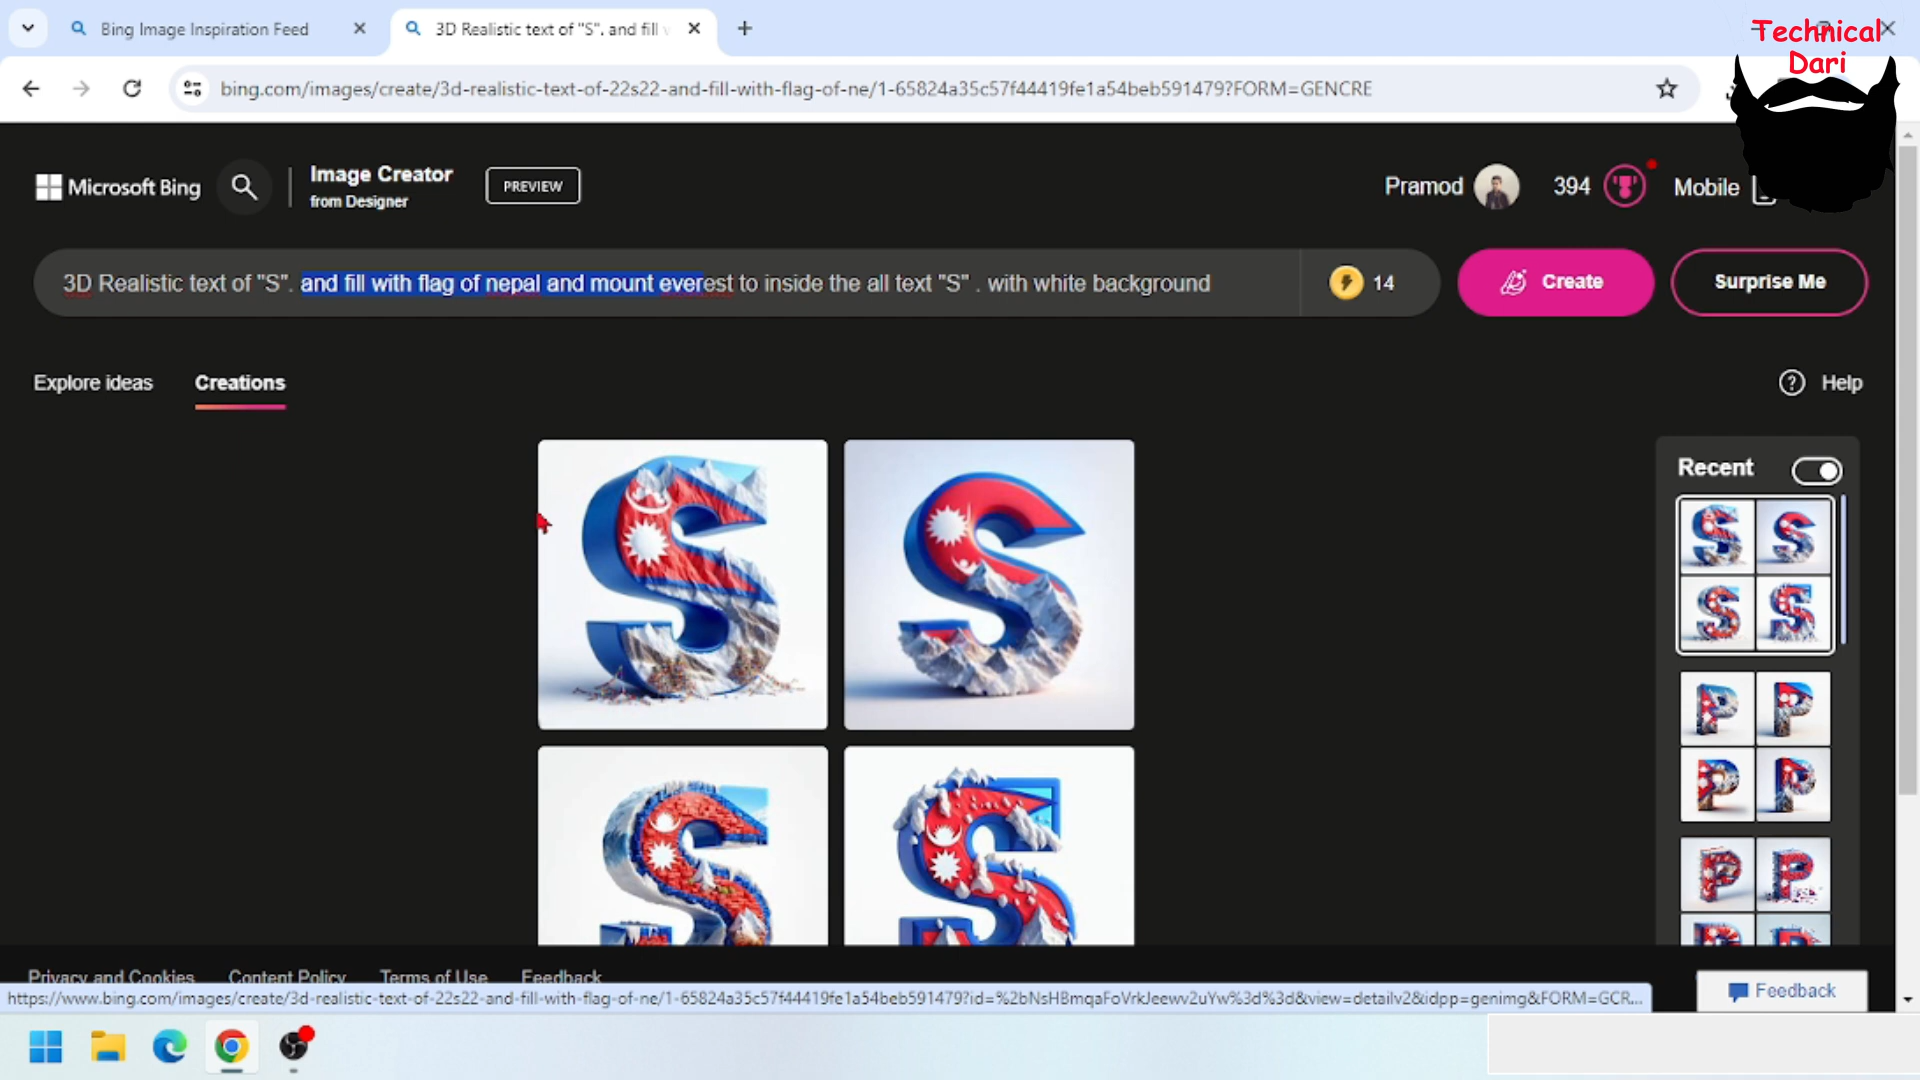 Bing Image Inspiration Feed
3D Realistic text of "S". and fill
Technical
Dari
bing.com/images/create/3d-realistic-text-of-22s22-and-fill-with-flag-of-ne/1-65824a35c57f44419fe1a54beb591479?FORM=GENCRE
Microsoft Bing
Image Creator
from Designer
PREVIEW
Pramod
394
Mobile
3D Realistic text of "S". and fill with flag of nepal and mount everest to inside the all text "S" . with white background
14
Create
Surprise Me
Explore ideas
Creations
Help
Recent
Privacy and Cookies
Content Policy
Terms of Use
Feedback
Feedback
https://www.bing.com/images/create/3d-realistic-text-of-22s22-and-fill-with-flag-of-ne/1-65824a35c57f44419fe1a54beb591479?id=%2bNsHBmqaFoVrkJeewv2uYw%3d%3d&view=detailv2&idpp=genimg&FORM=GCR...